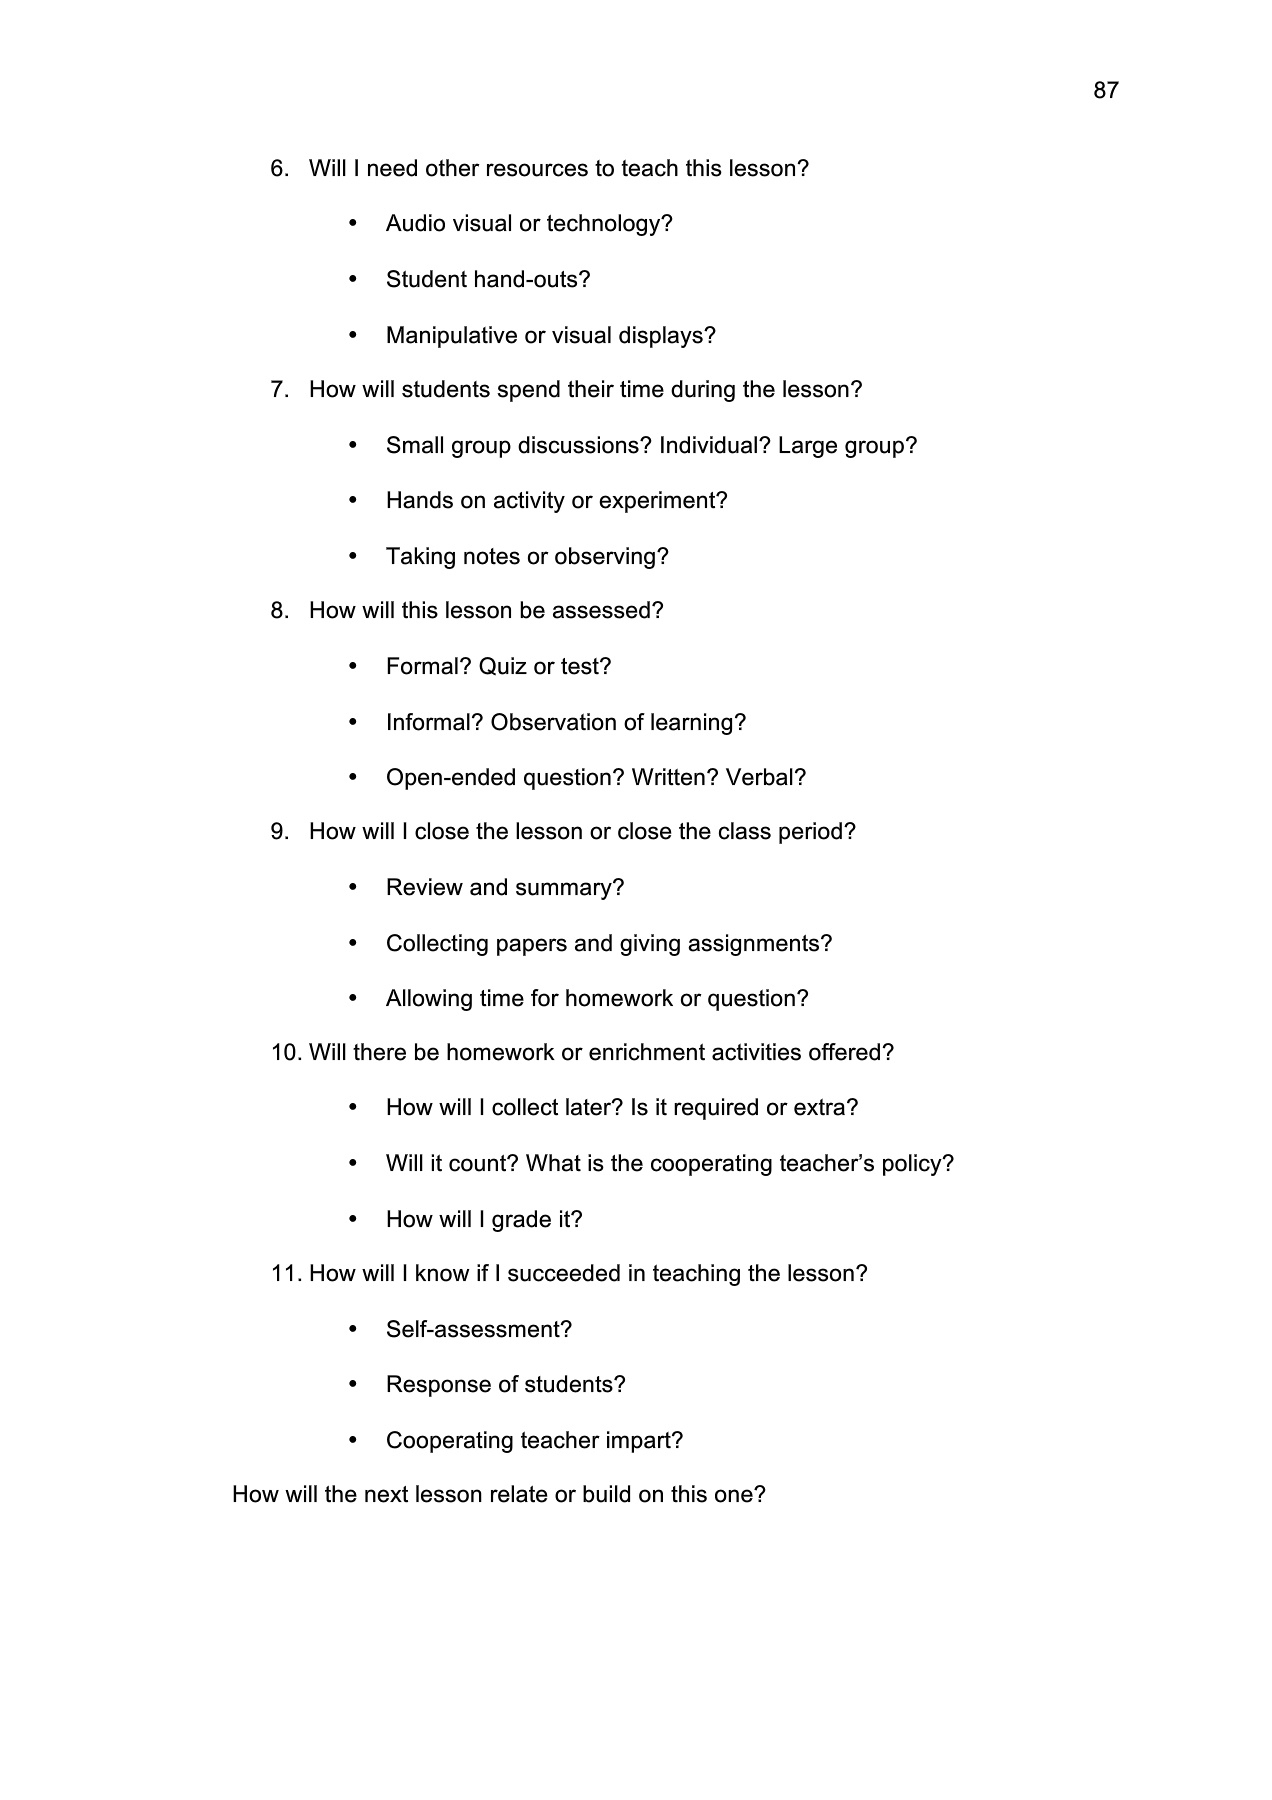 87
6. Will I need other resources to teach this lesson?
• Audio visual or technology?
• Student hand-outs?
• Manipulative or visual displays?
7. How will students spend their time during the lesson?
• Small group discussions? Individual? Large group?
• Hands on activity or experiment?
• Taking notes or observing?
8. How will this lesson be assessed?
• Formal? Quiz or test?
• Informal? Observation of learning?
• Open-ended question? Written? Verbal?
9. How will I close the lesson or close the class period?
• Review and summary?
• Collecting papers and giving assignments?
• Allowing time for homework or question?
10. Will there be homework or enrichment activities offered?
• How will I collect later? Is it required or extra?
• Will it count? What is the cooperating teacher’s policy?
• How will I grade it?
11. How will I know if I succeeded in teaching the lesson?
• Self-assessment?
• Response of students?
• Cooperating teacher impart?
How will the next lesson relate or build on this one?